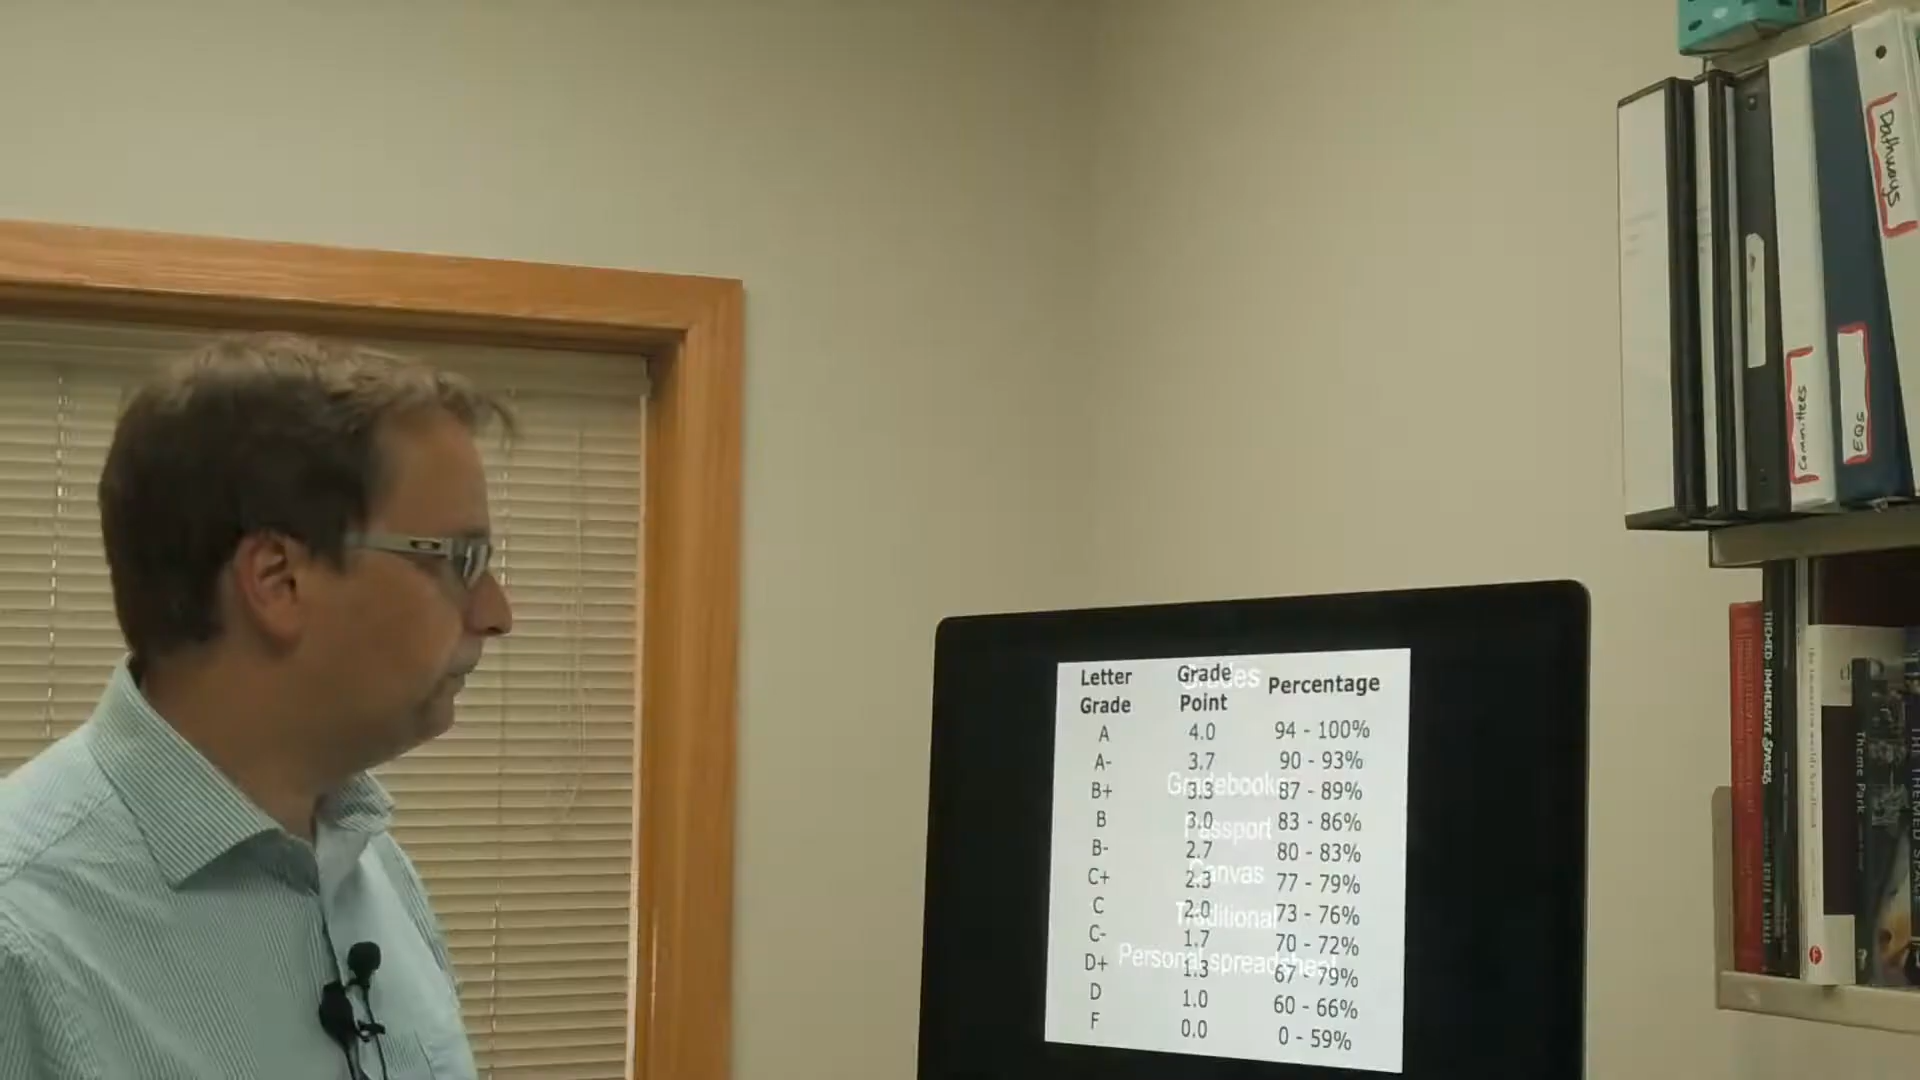 Letter Grade Grade Point Percentage
A 4.0 94 - 100%
A- 3.7 90 - 93%
B+ 3.3 87 - 89%
B 3.0 83 - 86%
B- 2.7 80 - 83%
C+ 2.3 77 - 79%
C 2.0 73 - 76%
C- 1.7 70 - 72%
D+ 1.3 67 - 79%
D 1.0 60 - 66%
F 0.0 0 - 59%
Grades
Gradebooks
Passport
Canvas
Traditional
Personal spreadsheet
Pathways
Committees
EQs
THEMED IMMERSIVE SPACES
Theme Park